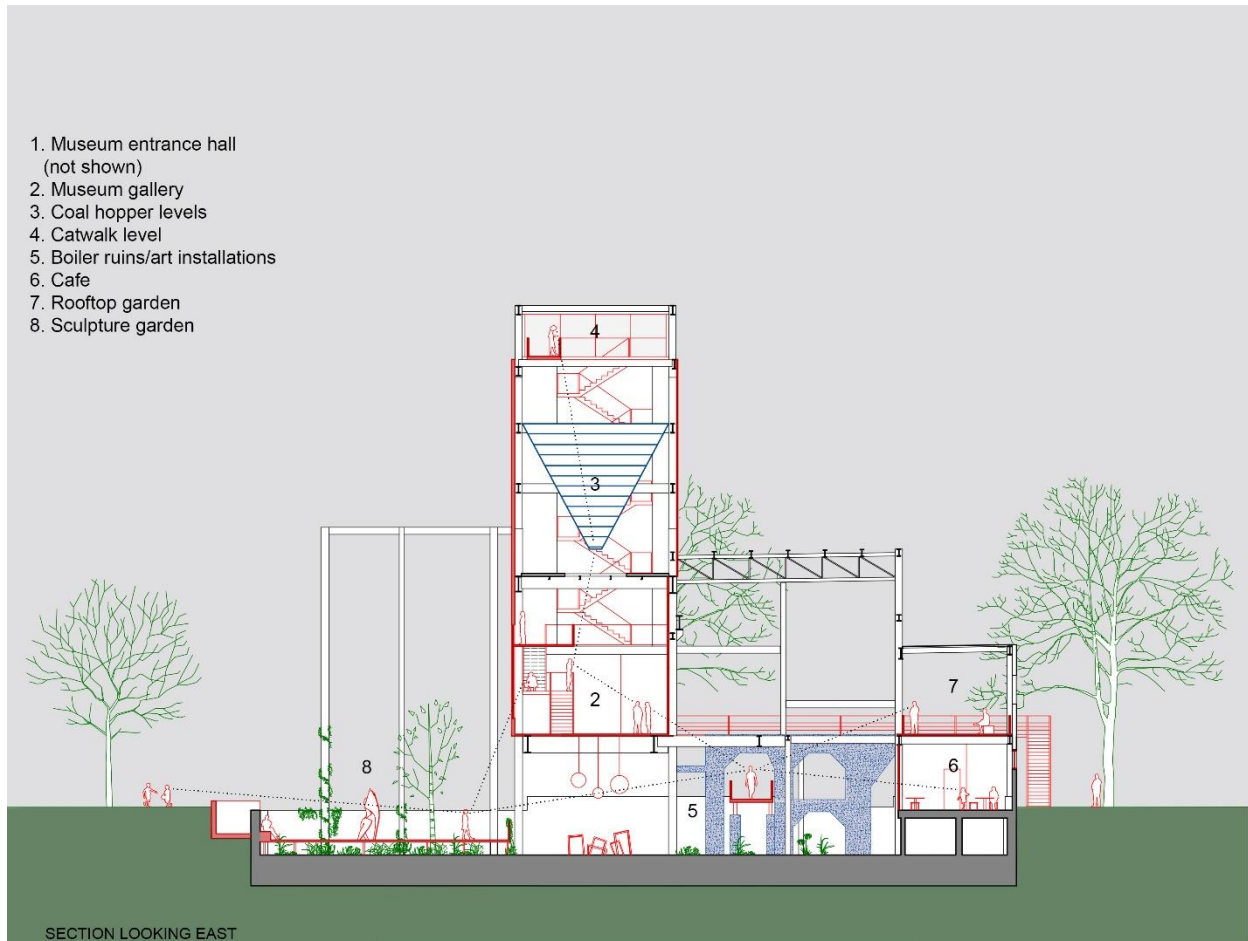 1. Museum entrance hall
(not shown)
2. Museum gallery
3. Coal hopper levels
4. Catwalk level
5. Boiler ruins/art installations
6. Cafe
7. Rooftop garden
8. Sculpture garden
4
3
2
7
8
6
5
SECTION LOOKING EAST